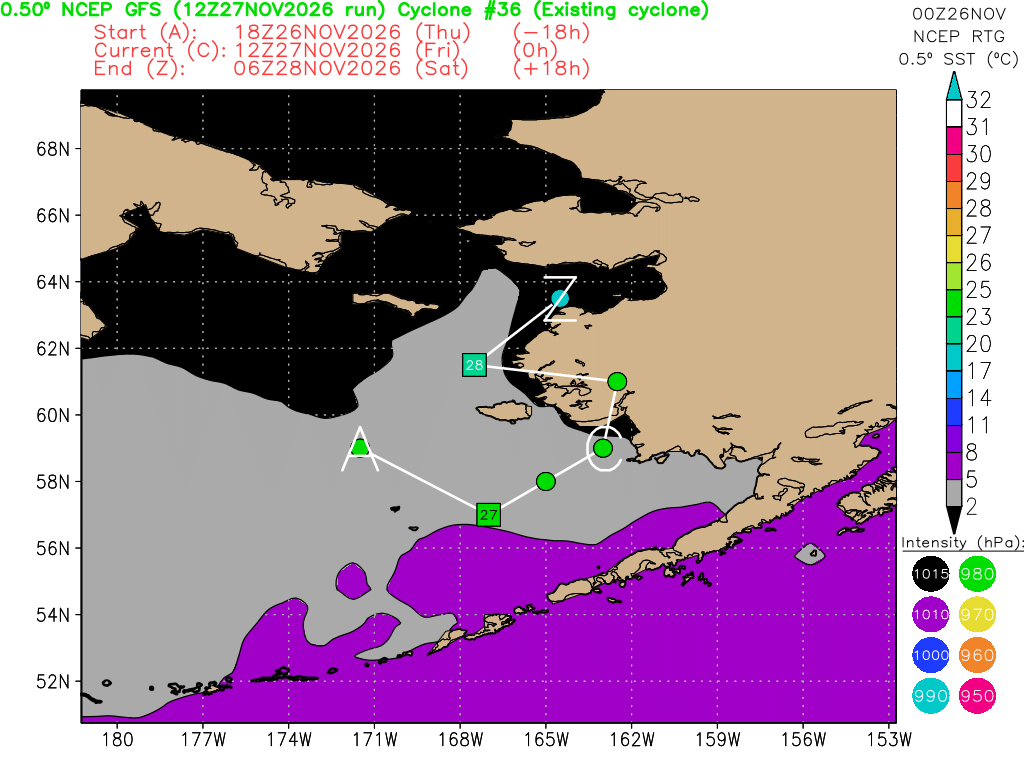 0.50° NCEP GFS (12Z27NOV2026 run) Cyclone #36 (Existing cyclone)
Start (A): 18Z26NOV2026 (Thu) (−18h)
Current (C): 12Z27NOV2026 (Fri) (0h)
End (Z): 06Z28NOV2026 (Sat) (+18h)
00Z26NOV
NCEP RTG
0.5° SST (°C)
32
31
30
29
28
27
26
25
23
20
17
14
11
8
5
2
68N
66N
64N
62N
60N
58N
56N
54N
52N
Z
28
A
C
27
180
177W
174W
171W
168W
165W
162W
159W
156W
153W
Intensity (hPa):
1015 980
1010 970
1000 960
990 950